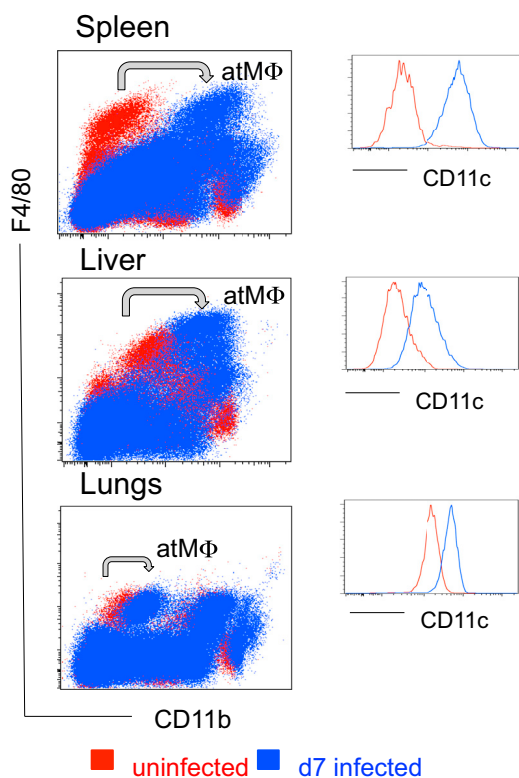 Spleen
atMΦ
CD11c
Liver
atMΦ
CD11c
Lungs
atMΦ
CD11c
F4/80
CD11b
uninfected d7 infected